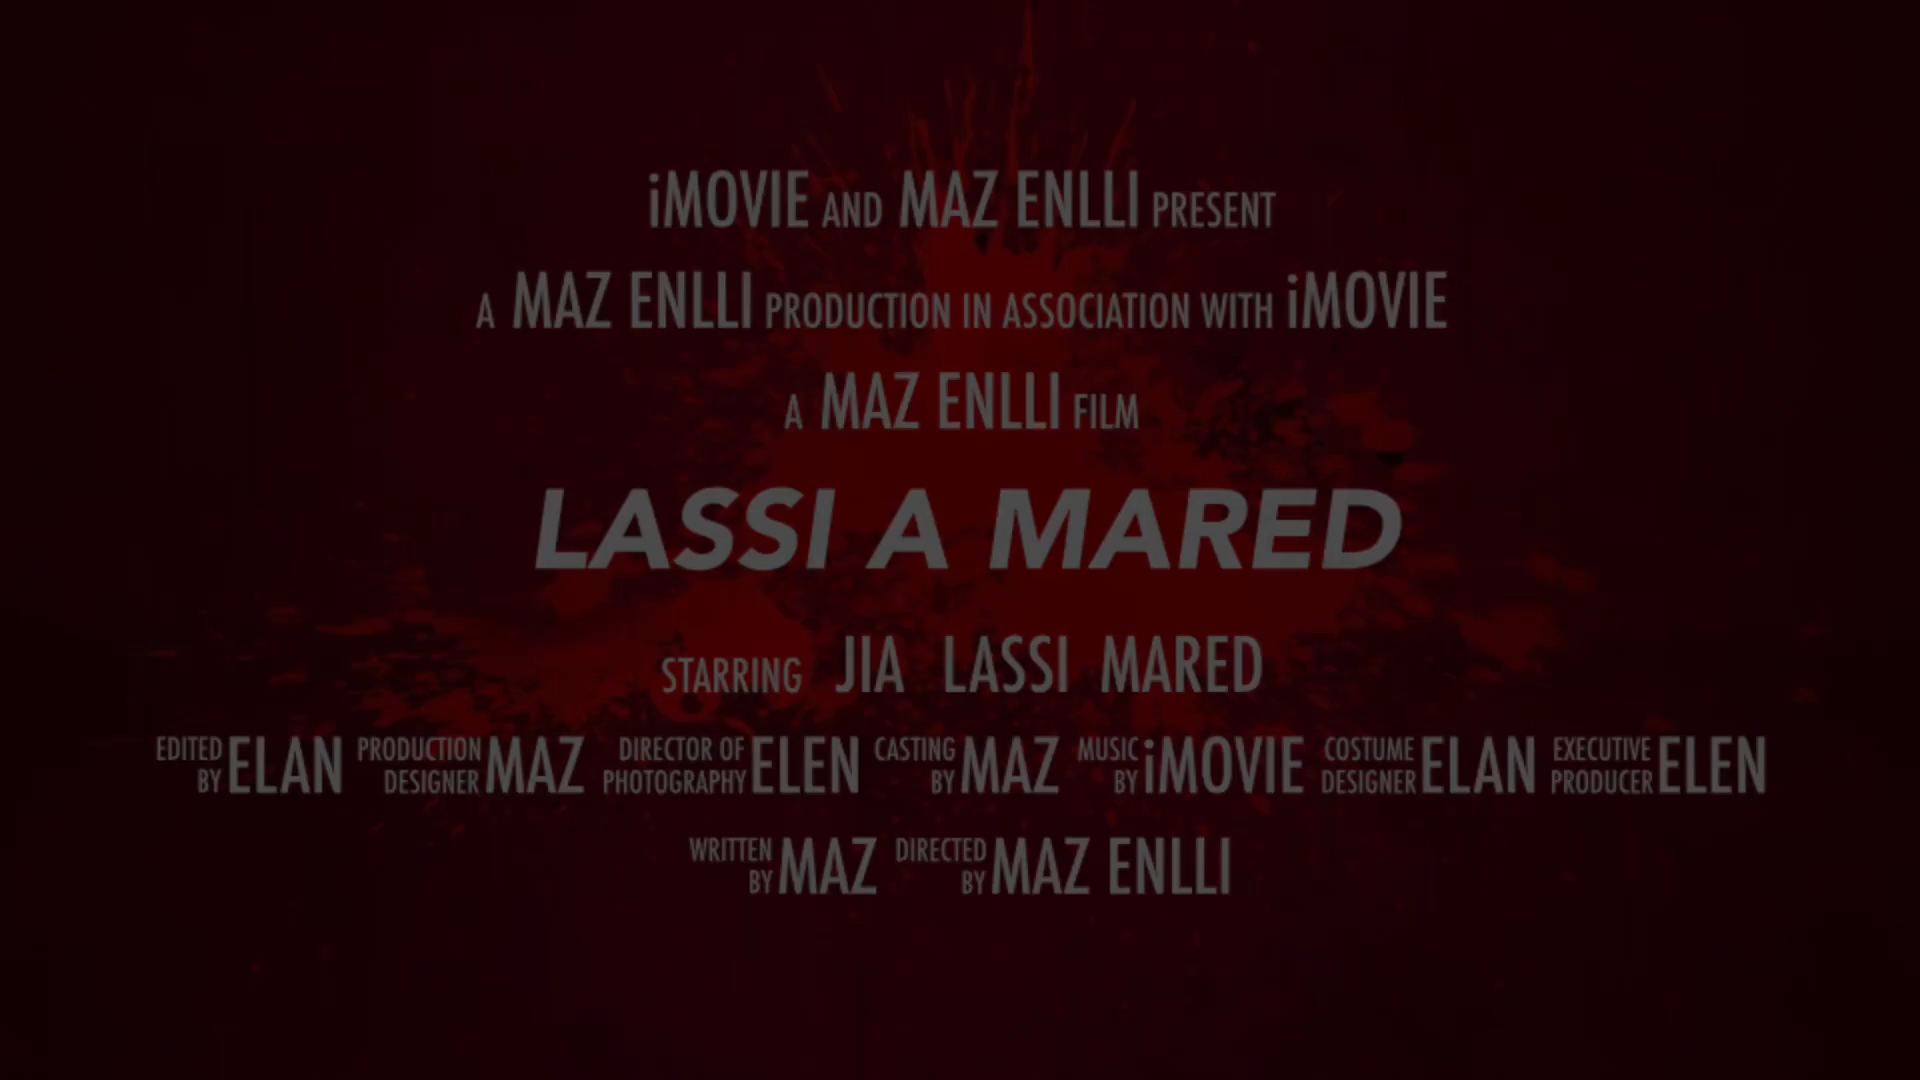 iMOVIE AND MAZ ENLLI PRESENT
A MAZ ENLLI PRODUCTION IN ASSOCIATION WITH iMOVIE
A MAZ ENLLI FILM
LASSI A MARED
STARRING JIA LASSI MARED
EDITED BY ELAN PRODUCTION DESIGNER MAZ DIRECTOR OF PHOTOGRAPHY ELEN CASTING BY MAZ MUSIC BY iMOVIE COSTUME DESIGNER ELAN EXECUTIVE PRODUCER ELEN
WRITTEN BY MAZ DIRECTED BY MAZ ENLLI